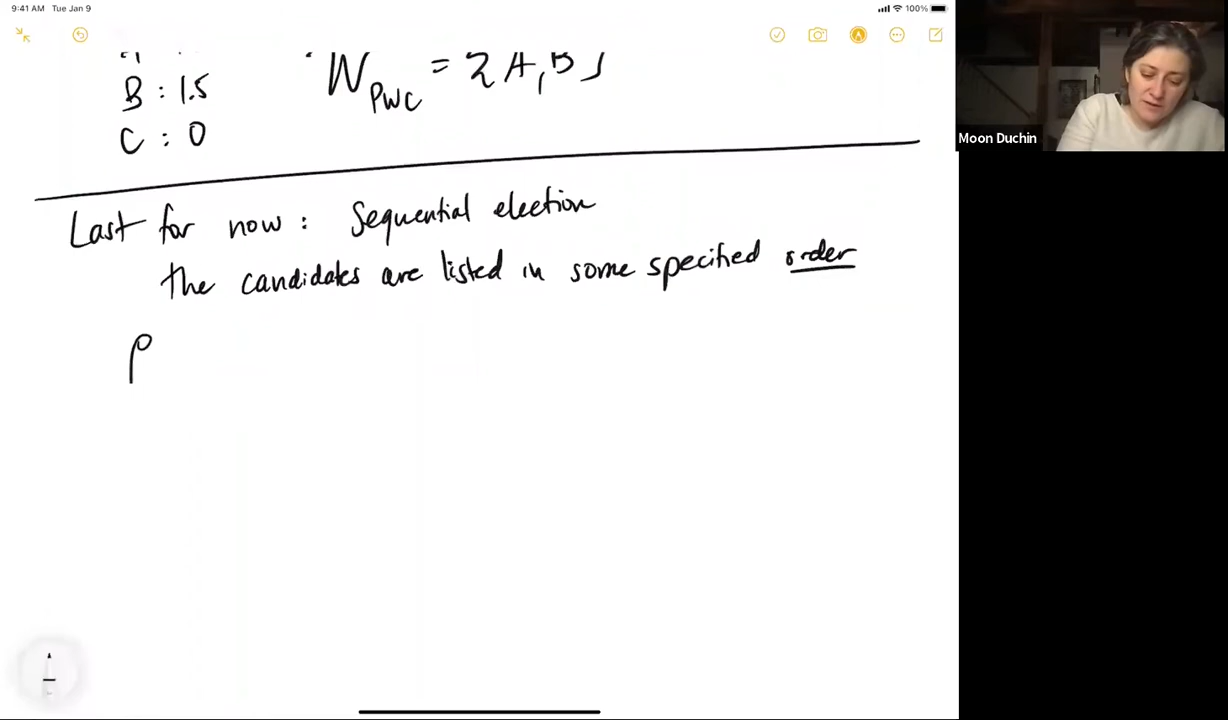 9:41 AM Tue Jan 9
100%
B : 1.5
W PWC = {A, B}
C : 0
Moon Duchin
Last for now : Sequential election
the candidates are listed in some specified order
ρ